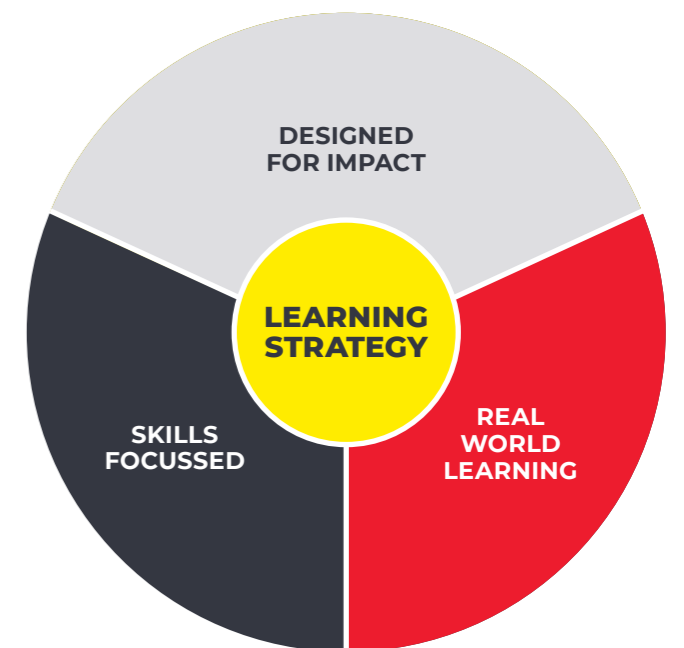 DESIGNED
FOR IMPACT
LEARNING
STRATEGY
SKILLS
FOCUSSED
REAL
WORLD
LEARNING